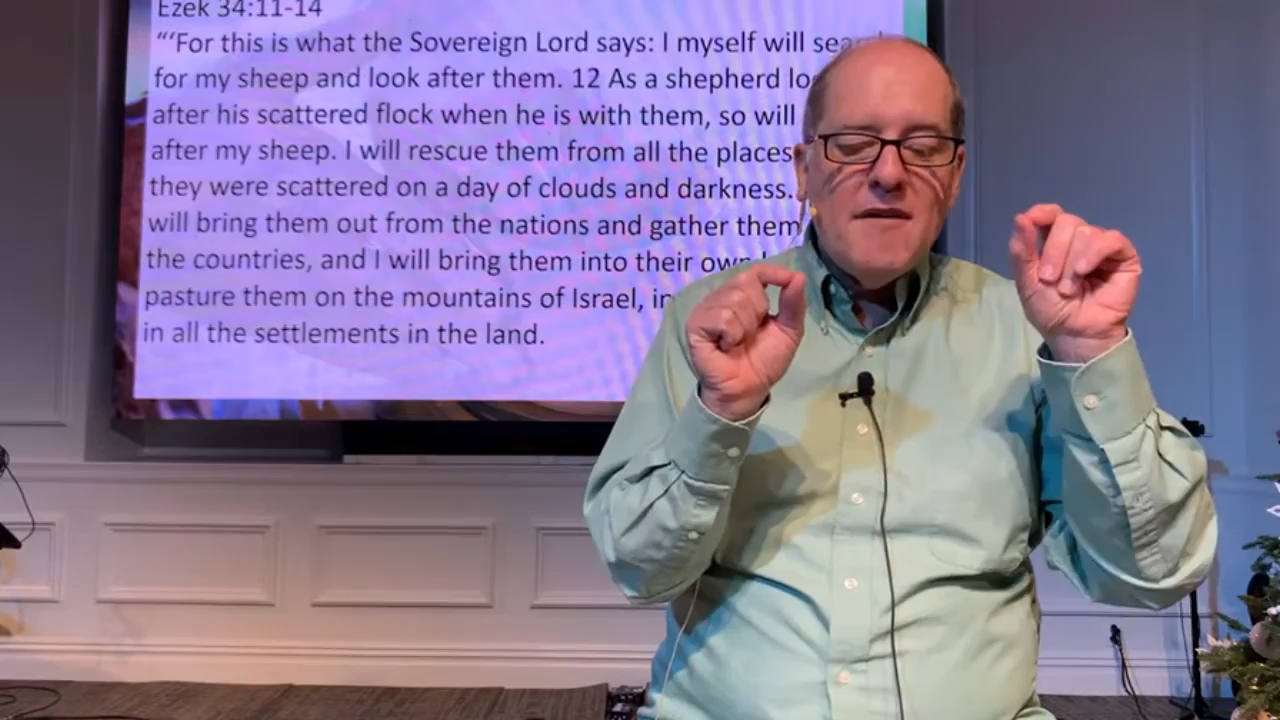 Ezek 34:11-14
“‘For this is what the Sovereign Lord says: I myself will
for my sheep and look after them. 12 As a shepherd
after his scattered flock when he is with them, so will
after my sheep. I will rescue them from all the places
they were scattered on a day of clouds and darkness.
will bring them out from the nations and gather them
the countries, and I will bring them into their own
pasture them on the mountains of Israel, in
in all the settlements in the land.